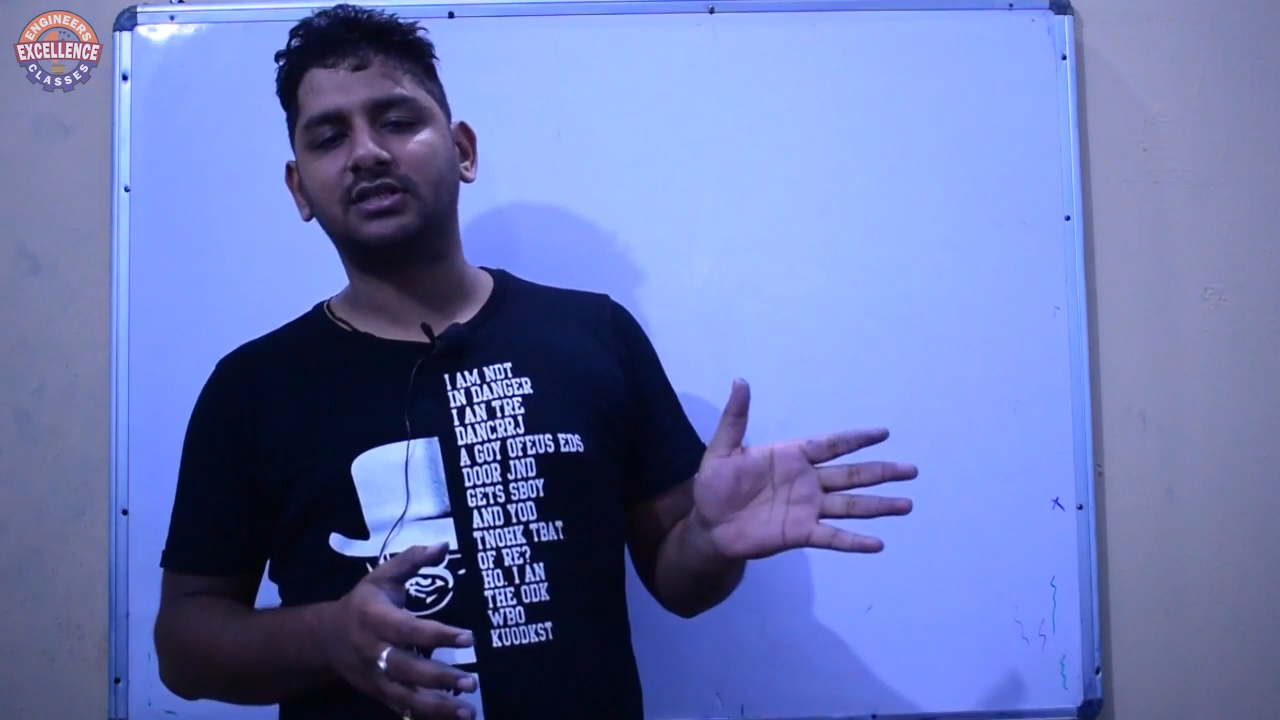 ENGINEERS
EXCELLENCE
CLASSES
I AM NDT
IN DANGER
I AN TRE
DANCRRJ
A GOY OFEUS EDS
DOOR JND
GETS SBOY
AND YOD
TNOHK TBAT
OF RE?
HO. I AN
THE ODK
WBO
KUODKST